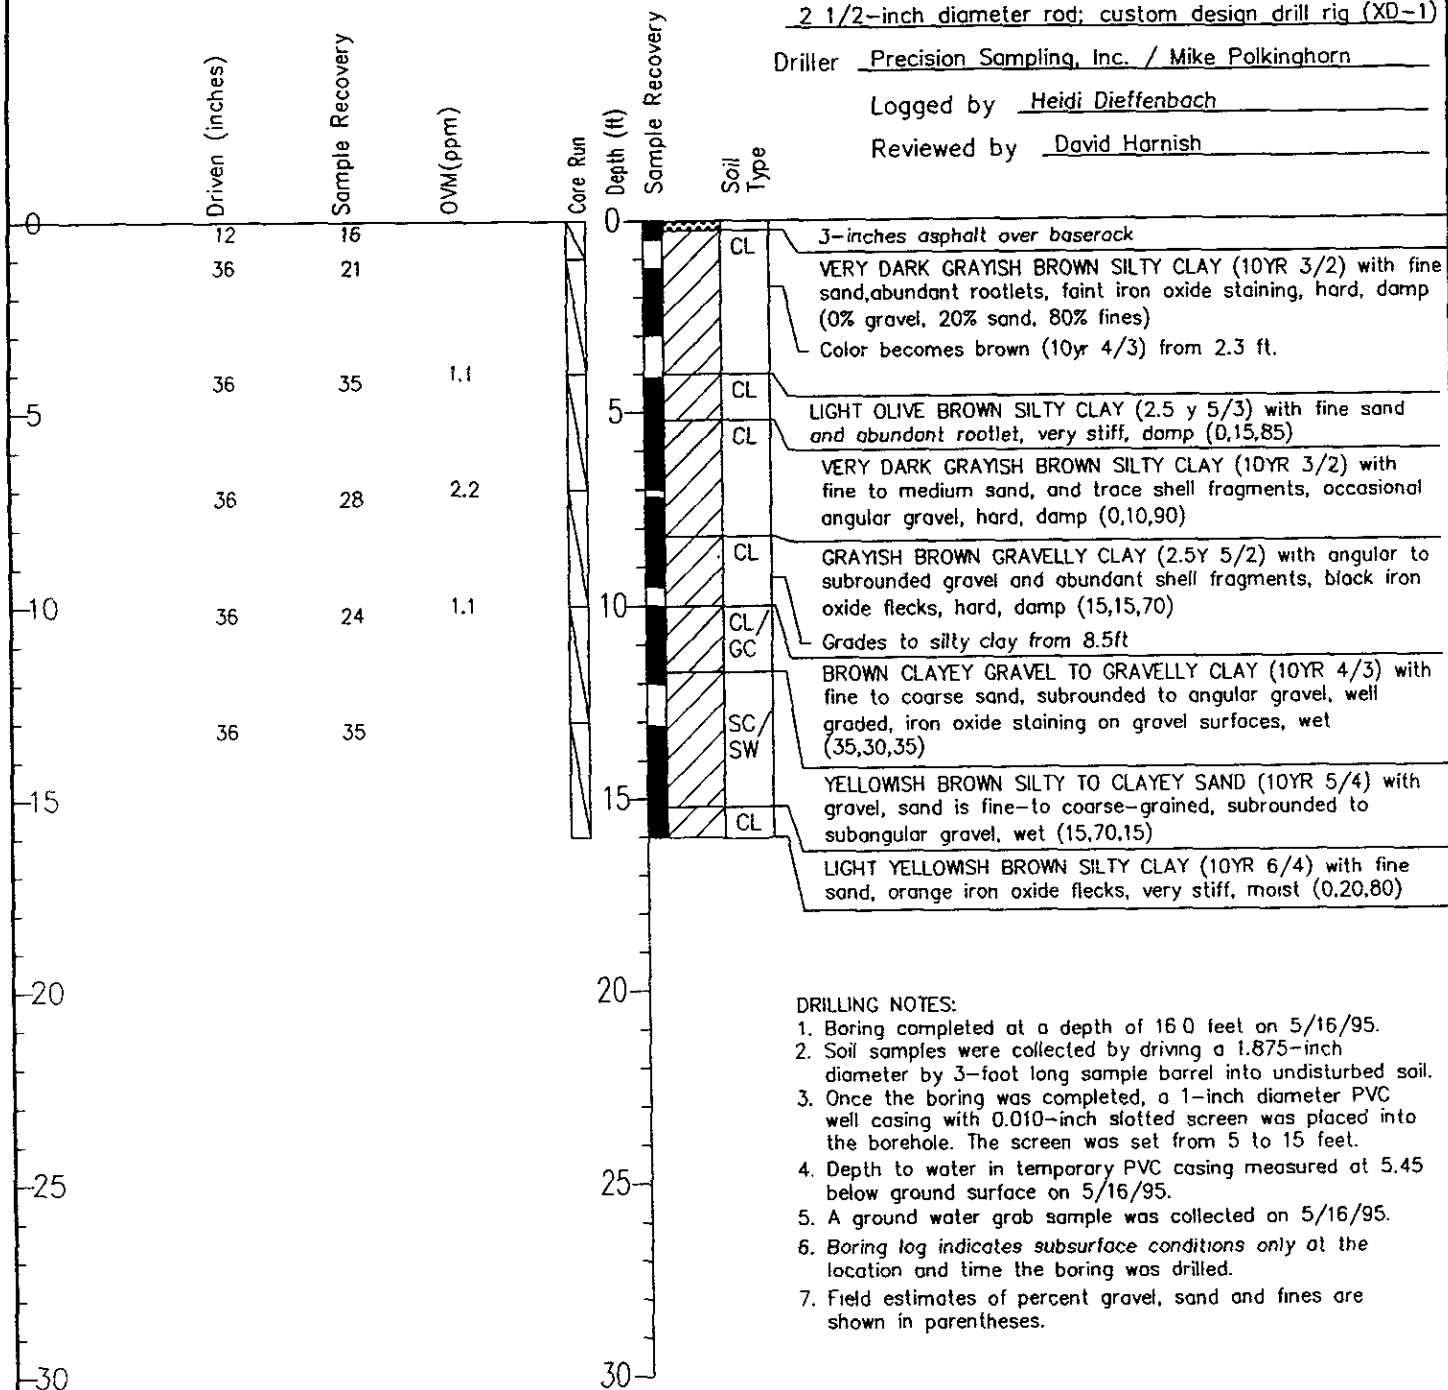 2 1/2-inch diameter rod; custom design drill rig (XD-1)
Driller Precision Sampling, Inc. / Mike Polkinghorn
Logged by Heidi Dieffenbach
Reviewed by David Harnish
Driven (inches)
Sample Recovery
OVM(ppm)
Core Run
Depth (ft)
Sample Recovery
Soil
Type
0
12 16
36 21
36 35 1.1
5
36 28 2.2
10
36 24 1.1
36 35
15
20
25
30
0
5
10
15
20
25
30
CL
CL
CL
CL
CL/
GC
SC/
SW
CL
3-inches asphalt over baserock
VERY DARK GRAYISH BROWN SILTY CLAY (10YR 3/2) with fine
sand,abundant rootlets, faint iron oxide staining, hard, damp
(0% gravel, 20% sand, 80% fines)
Color becomes brown (10yr 4/3) from 2.3 ft.
LIGHT OLIVE BROWN SILTY CLAY (2.5 y 5/3) with fine sand
and abundant rootlet, very stiff, damp (0,15,85)
VERY DARK GRAYISH BROWN SILTY CLAY (10YR 3/2) with
fine to medium sand, and trace shell fragments, occasional
angular gravel, hard, damp (0,10,90)
GRAYISH BROWN GRAVELLY CLAY (2.5Y 5/2) with angular to
subrounded gravel and abundant shell fragments, black iron
oxide flecks, hard, damp (15,15,70)
Grades to silty clay from 8.5ft
BROWN CLAYEY GRAVEL TO GRAVELLY CLAY (10YR 4/3) with
fine to coarse sand, subrounded to angular gravel, well
graded, iron oxide staining on gravel surfaces, wet
(35,30,35)
YELLOWISH BROWN SILTY TO CLAYEY SAND (10YR 5/4) with
gravel, sand is fine-to coarse-grained, subrounded to
subangular gravel, wet (15,70,15)
LIGHT YELLOWISH BROWN SILTY CLAY (10YR 6/4) with fine
sand, orange iron oxide flecks, very stiff, moist (0,20,80)
DRILLING NOTES:
1. Boring completed at a depth of 16 0 feet on 5/16/95.
2. Soil samples were collected by driving a 1.875-inch
diameter by 3-foot long sample barrel into undisturbed soil.
3. Once the boring was completed, a 1-inch diameter PVC
well casing with 0.010-inch slotted screen was placed into
the borehole. The screen was set from 5 to 15 feet.
4. Depth to water in temporary PVC casing measured at 5.45
below ground surface on 5/16/95.
5. A ground water grab sample was collected on 5/16/95.
6. Boring log indicates subsurface conditions only at the
location and time the boring was drilled.
7. Field estimates of percent gravel, sand and fines are
shown in parentheses.